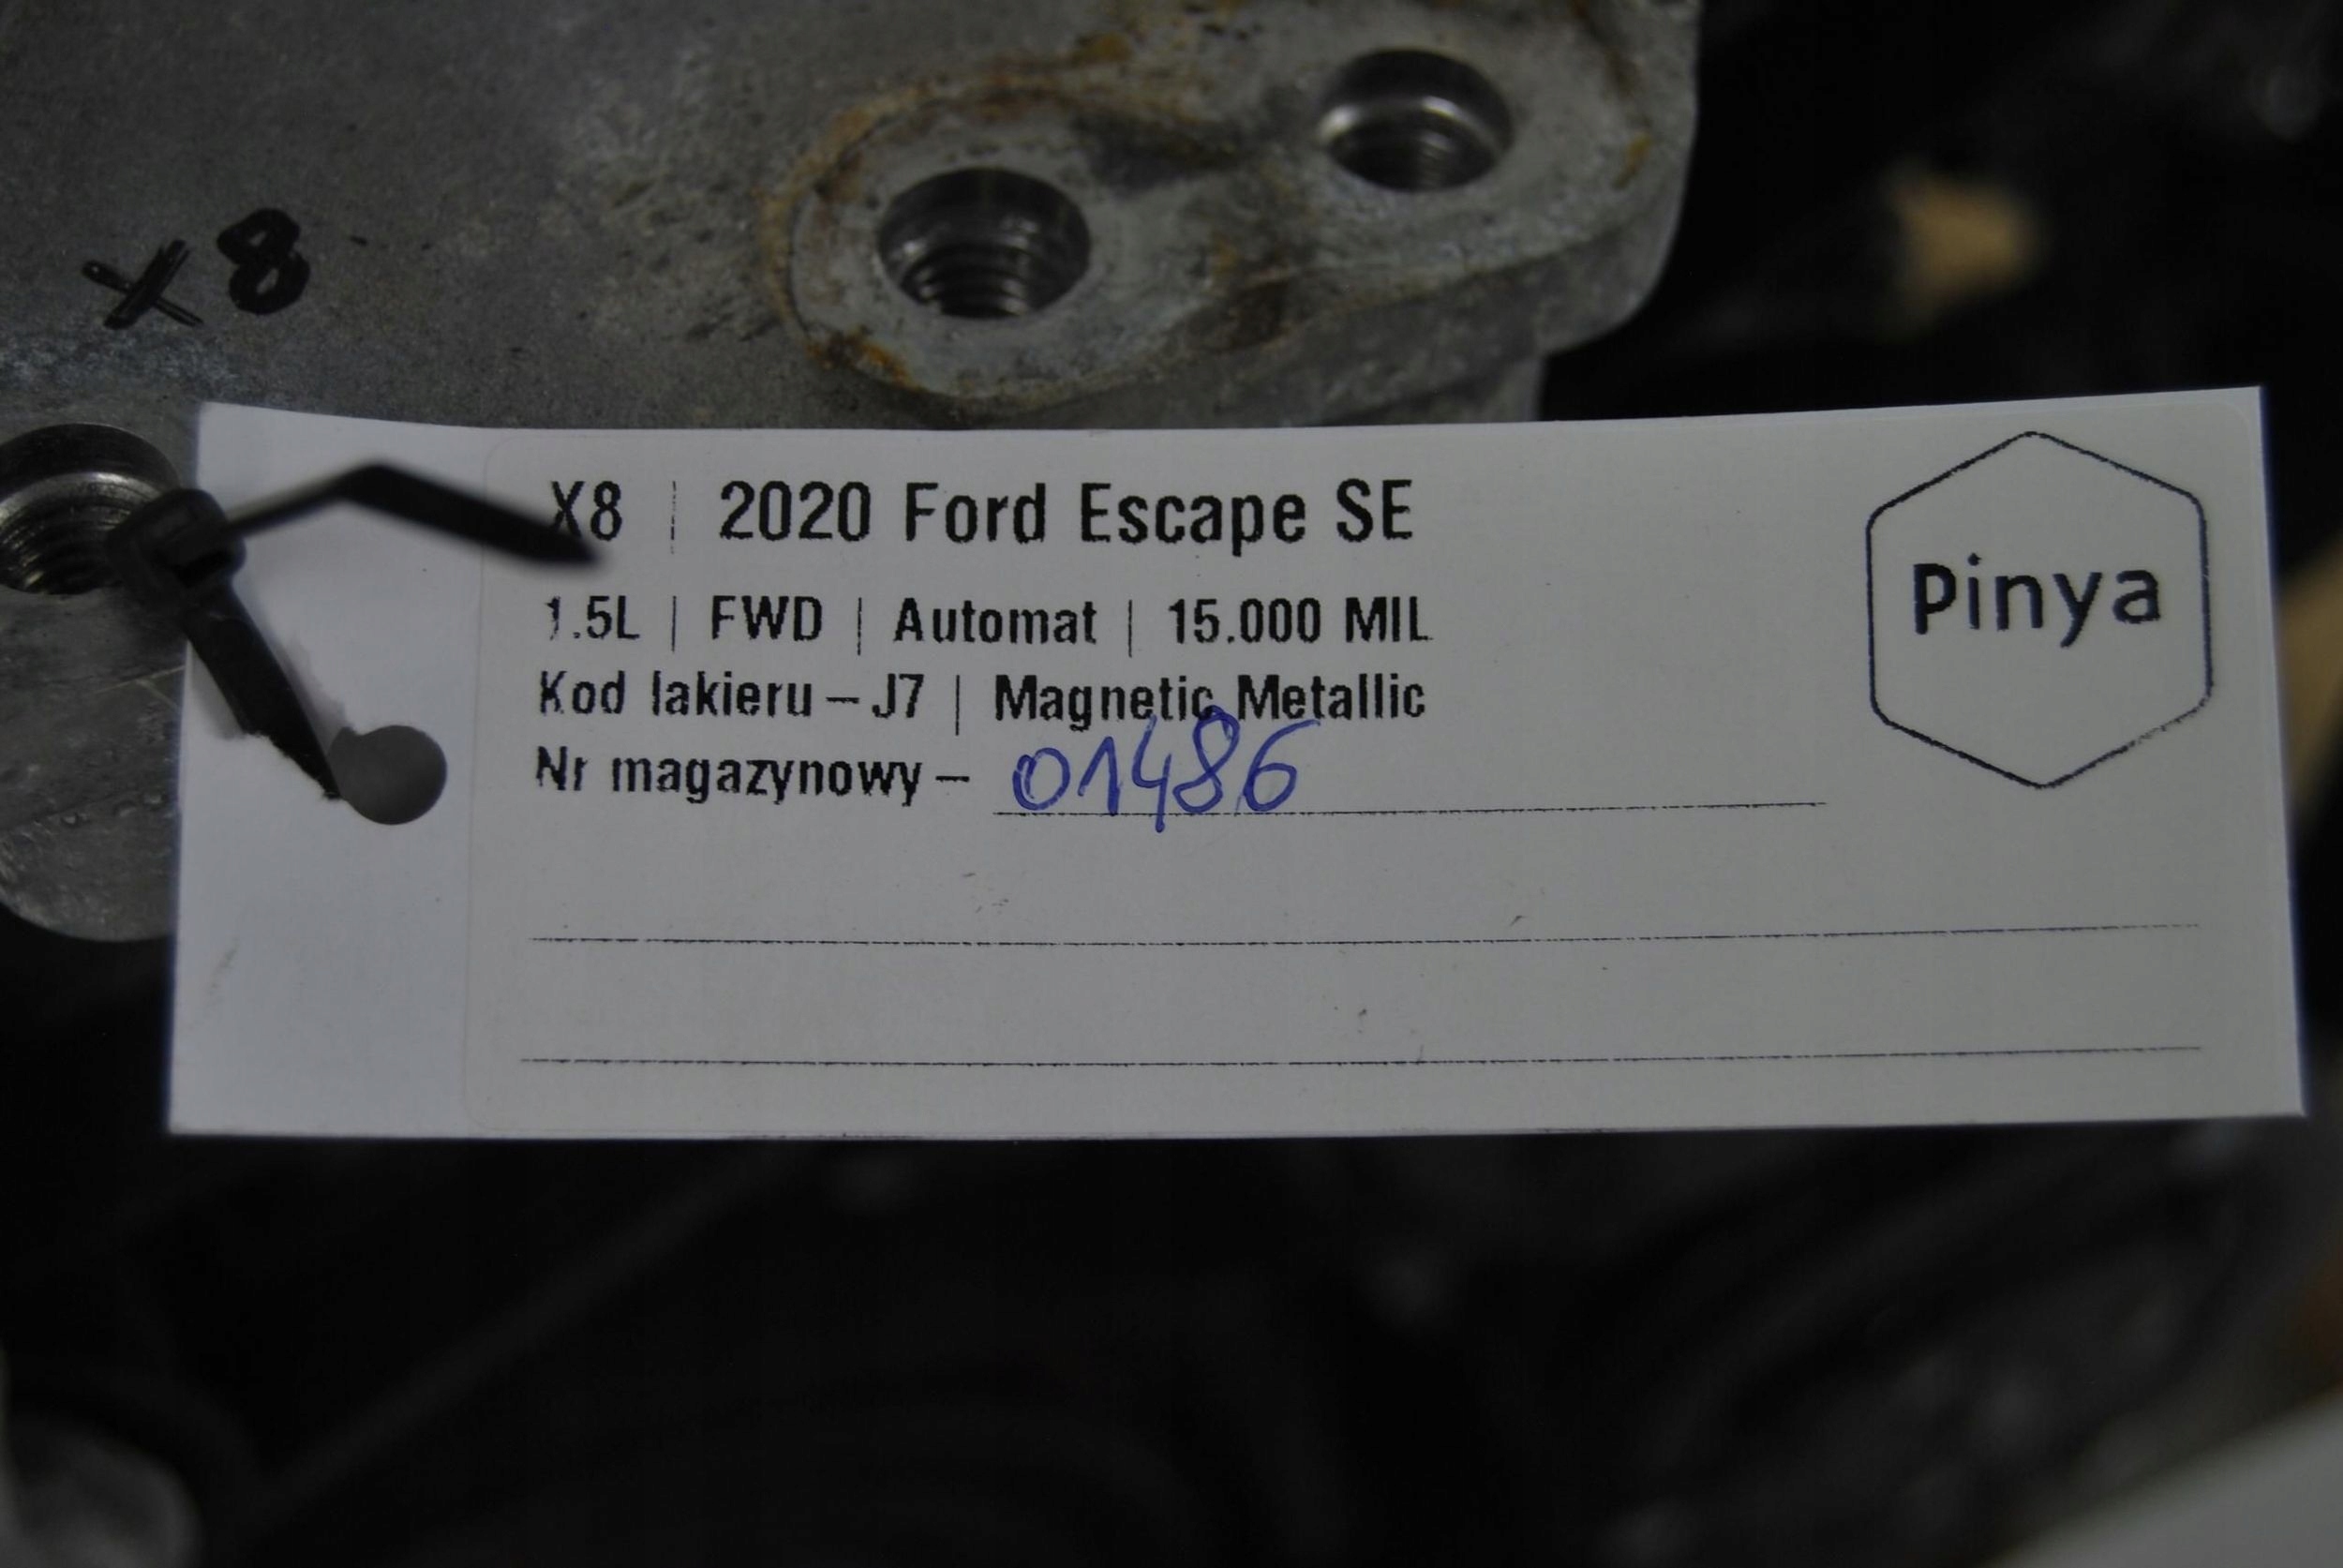 X8
X8 | 2020 Ford Escape SE
1.5L | FWD | Automat | 15.000 MIL
Kod lakieru – J7 | Magnetic Metallic
Nr magazynowy – 01486
Pinya